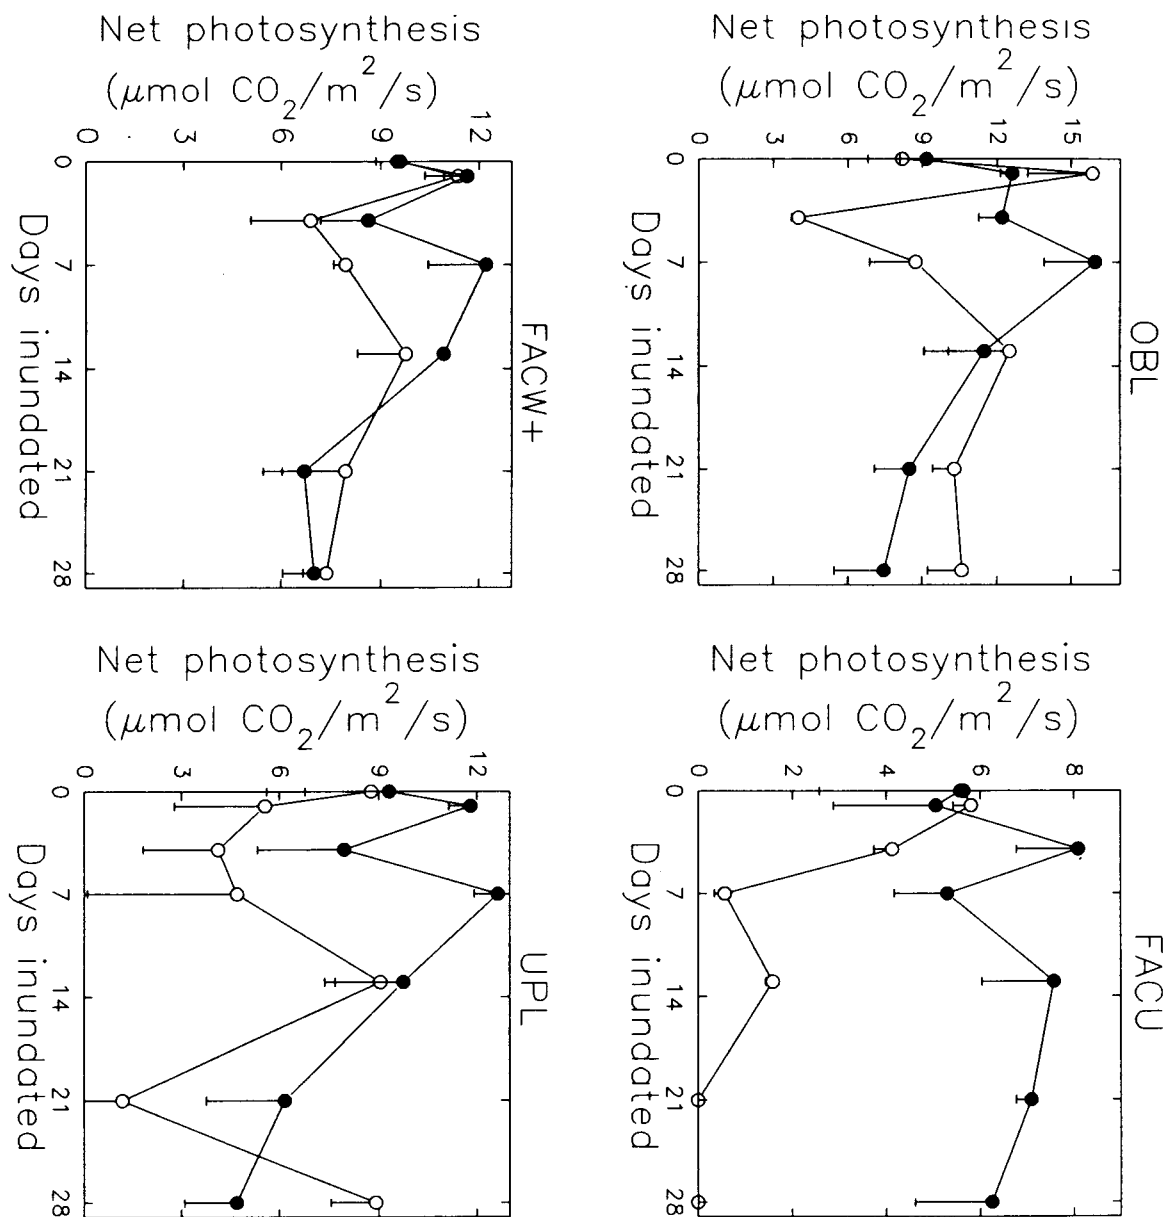 OBL
Net photosynthesis
(μmol CO₂/m²/s)
0 3 6 9 12 15
0 7 14 21 28
Days inundated
FACU
Net photosynthesis
(μmol CO₂/m²/s)
0 2 4 6 8
0 7 14 21 28
Days inundated
FACW+
Net photosynthesis
(μmol CO₂/m²/s)
0 3 6 9 12
0 7 14 21 28
Days inundated
UPL
Net photosynthesis
(μmol CO₂/m²/s)
0 3 6 9 12
0 7 14 21 28
Days inundated